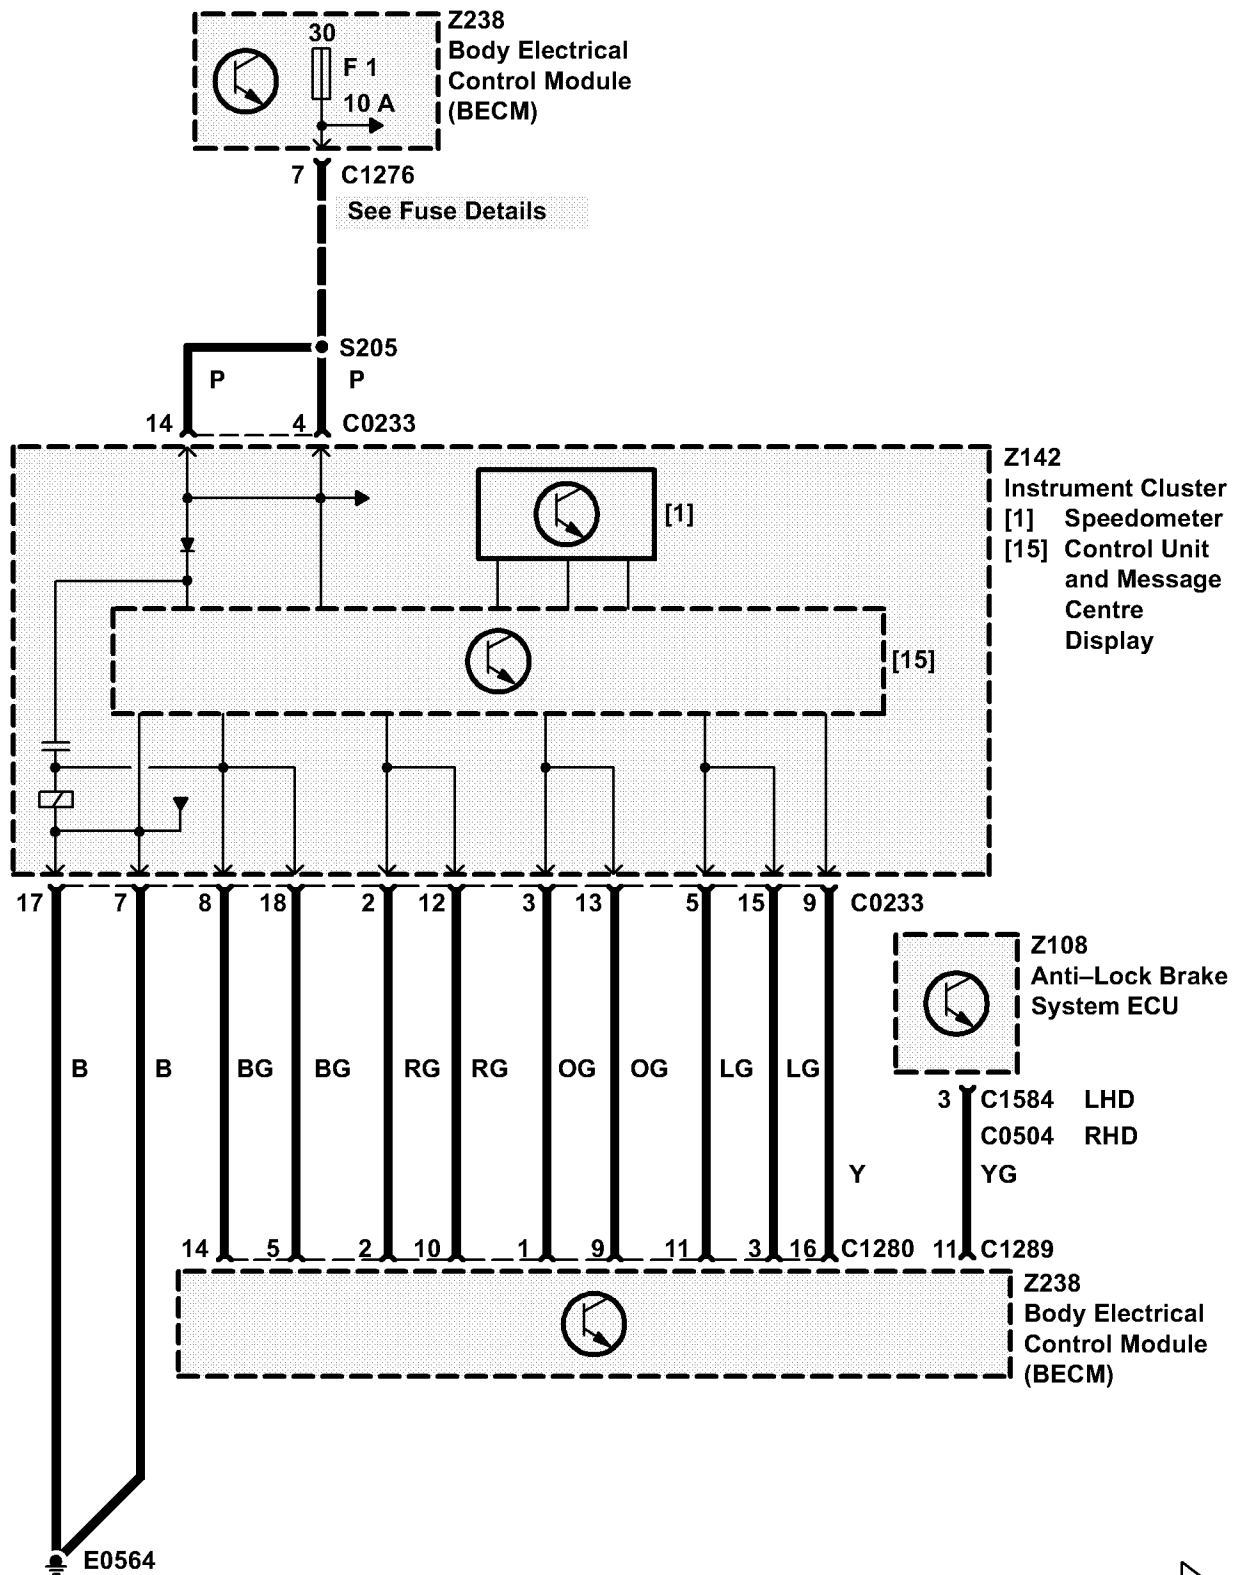 Z238
Body Electrical
Control Module
(BECM)
30
F 1
10 A
7 C1276
See Fuse Details
S205
P P
14 4 C0233
Z142
Instrument Cluster
[1] Speedometer
[15] Control Unit
and Message
Centre
Display
[1]
[15]
17 7 8 18 2 12 3 13 5 15 9 C0233
Z108
Anti–Lock Brake
System ECU
B B BG BG RG RG OG OG LG LG
3 C1584 LHD
C0504 RHD
Y YG
14 5 2 10 1 9 11 3 16 C1280 11 C1289
Z238
Body Electrical
Control Module
(BECM)
E0564